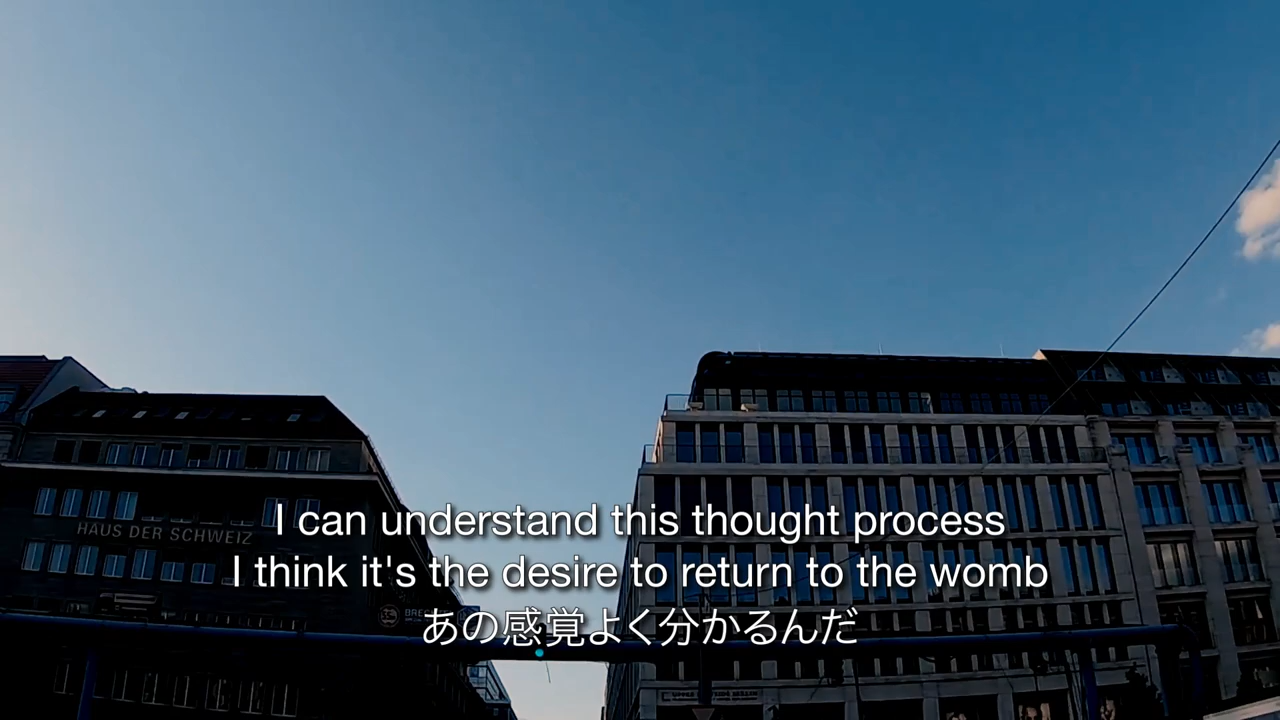 HAUS DER SCHWEIZ
I can understand this thought process
I think it's the desire to return to the womb
あの感覚よく分かるんだ